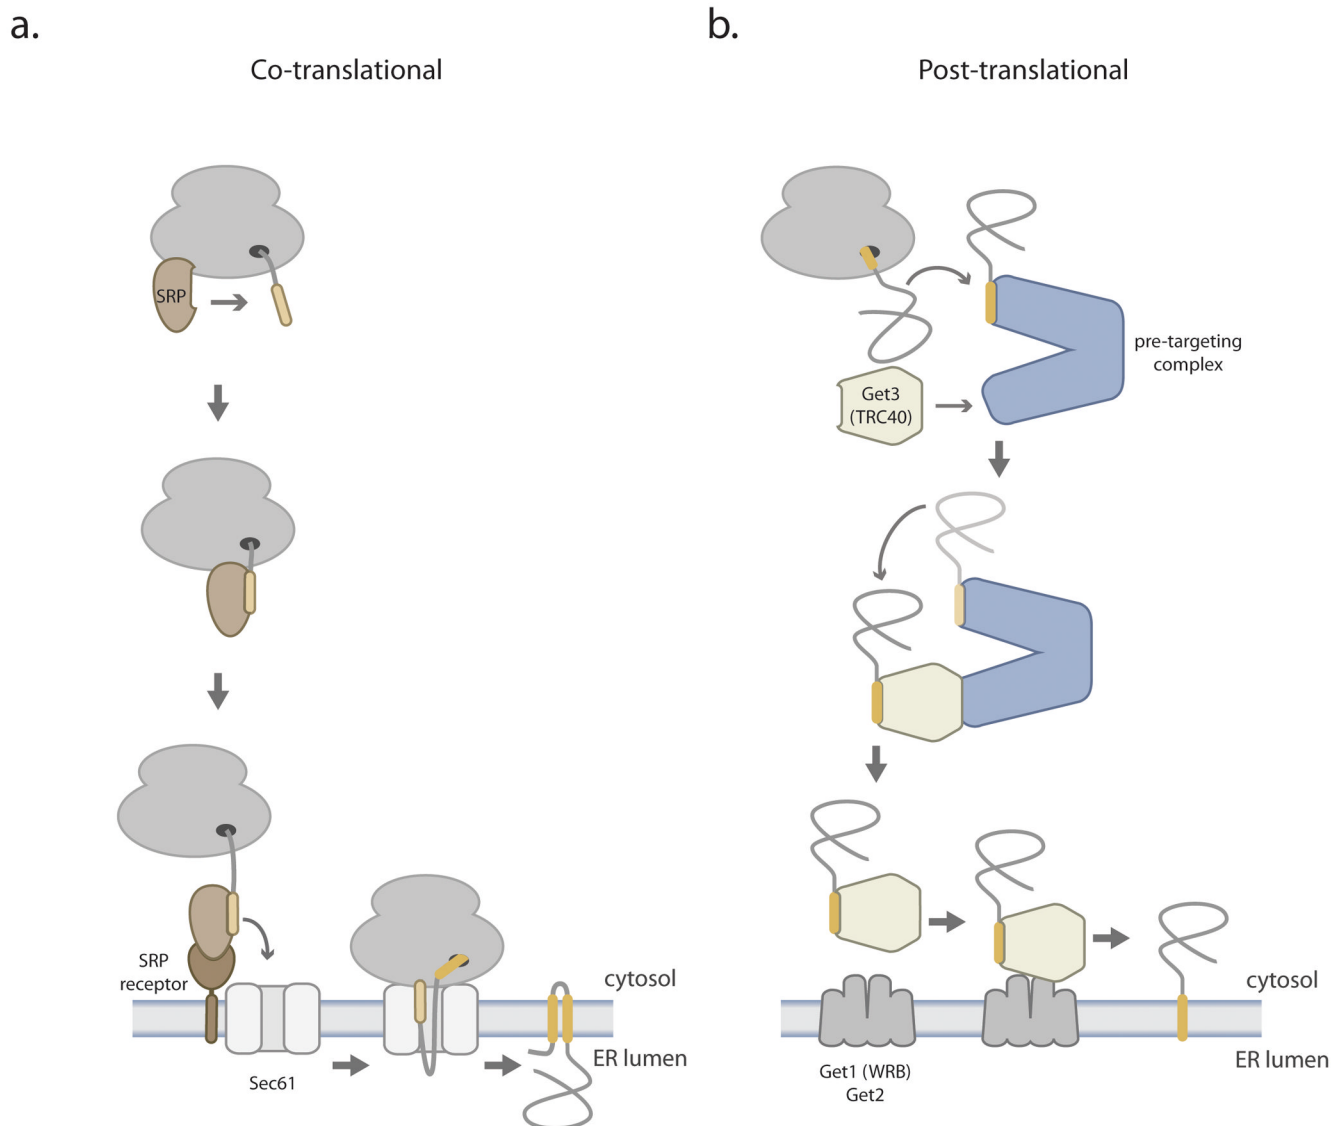 a.
Co-translational
SRP
SRP
receptor
Sec61
cytosol
ER lumen
b.
Post-translational
pre-targeting
complex
Get3
(TRC40)
cytosol
ER lumen
Get1 (WRB)
Get2